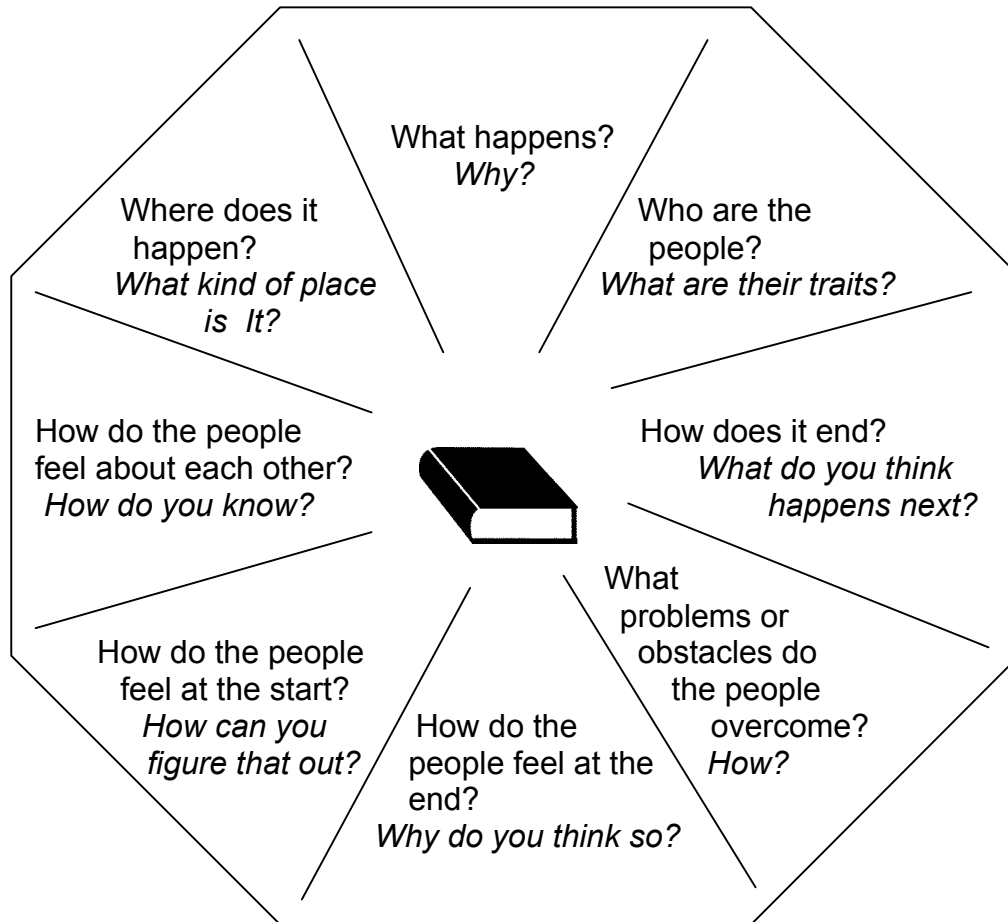 What happens?
Why?
Who are the
people?
What are their traits?
How does it end?
What do you think
happens next?
What
problems or
obstacles do
the people
overcome?
How?
How do the
people feel at the
end?
Why do you think so?
How do the people
feel at the start?
How can you
figure that out?
How do the people
feel about each other?
How do you know?
Where does it
happen?
What kind of place
is It?